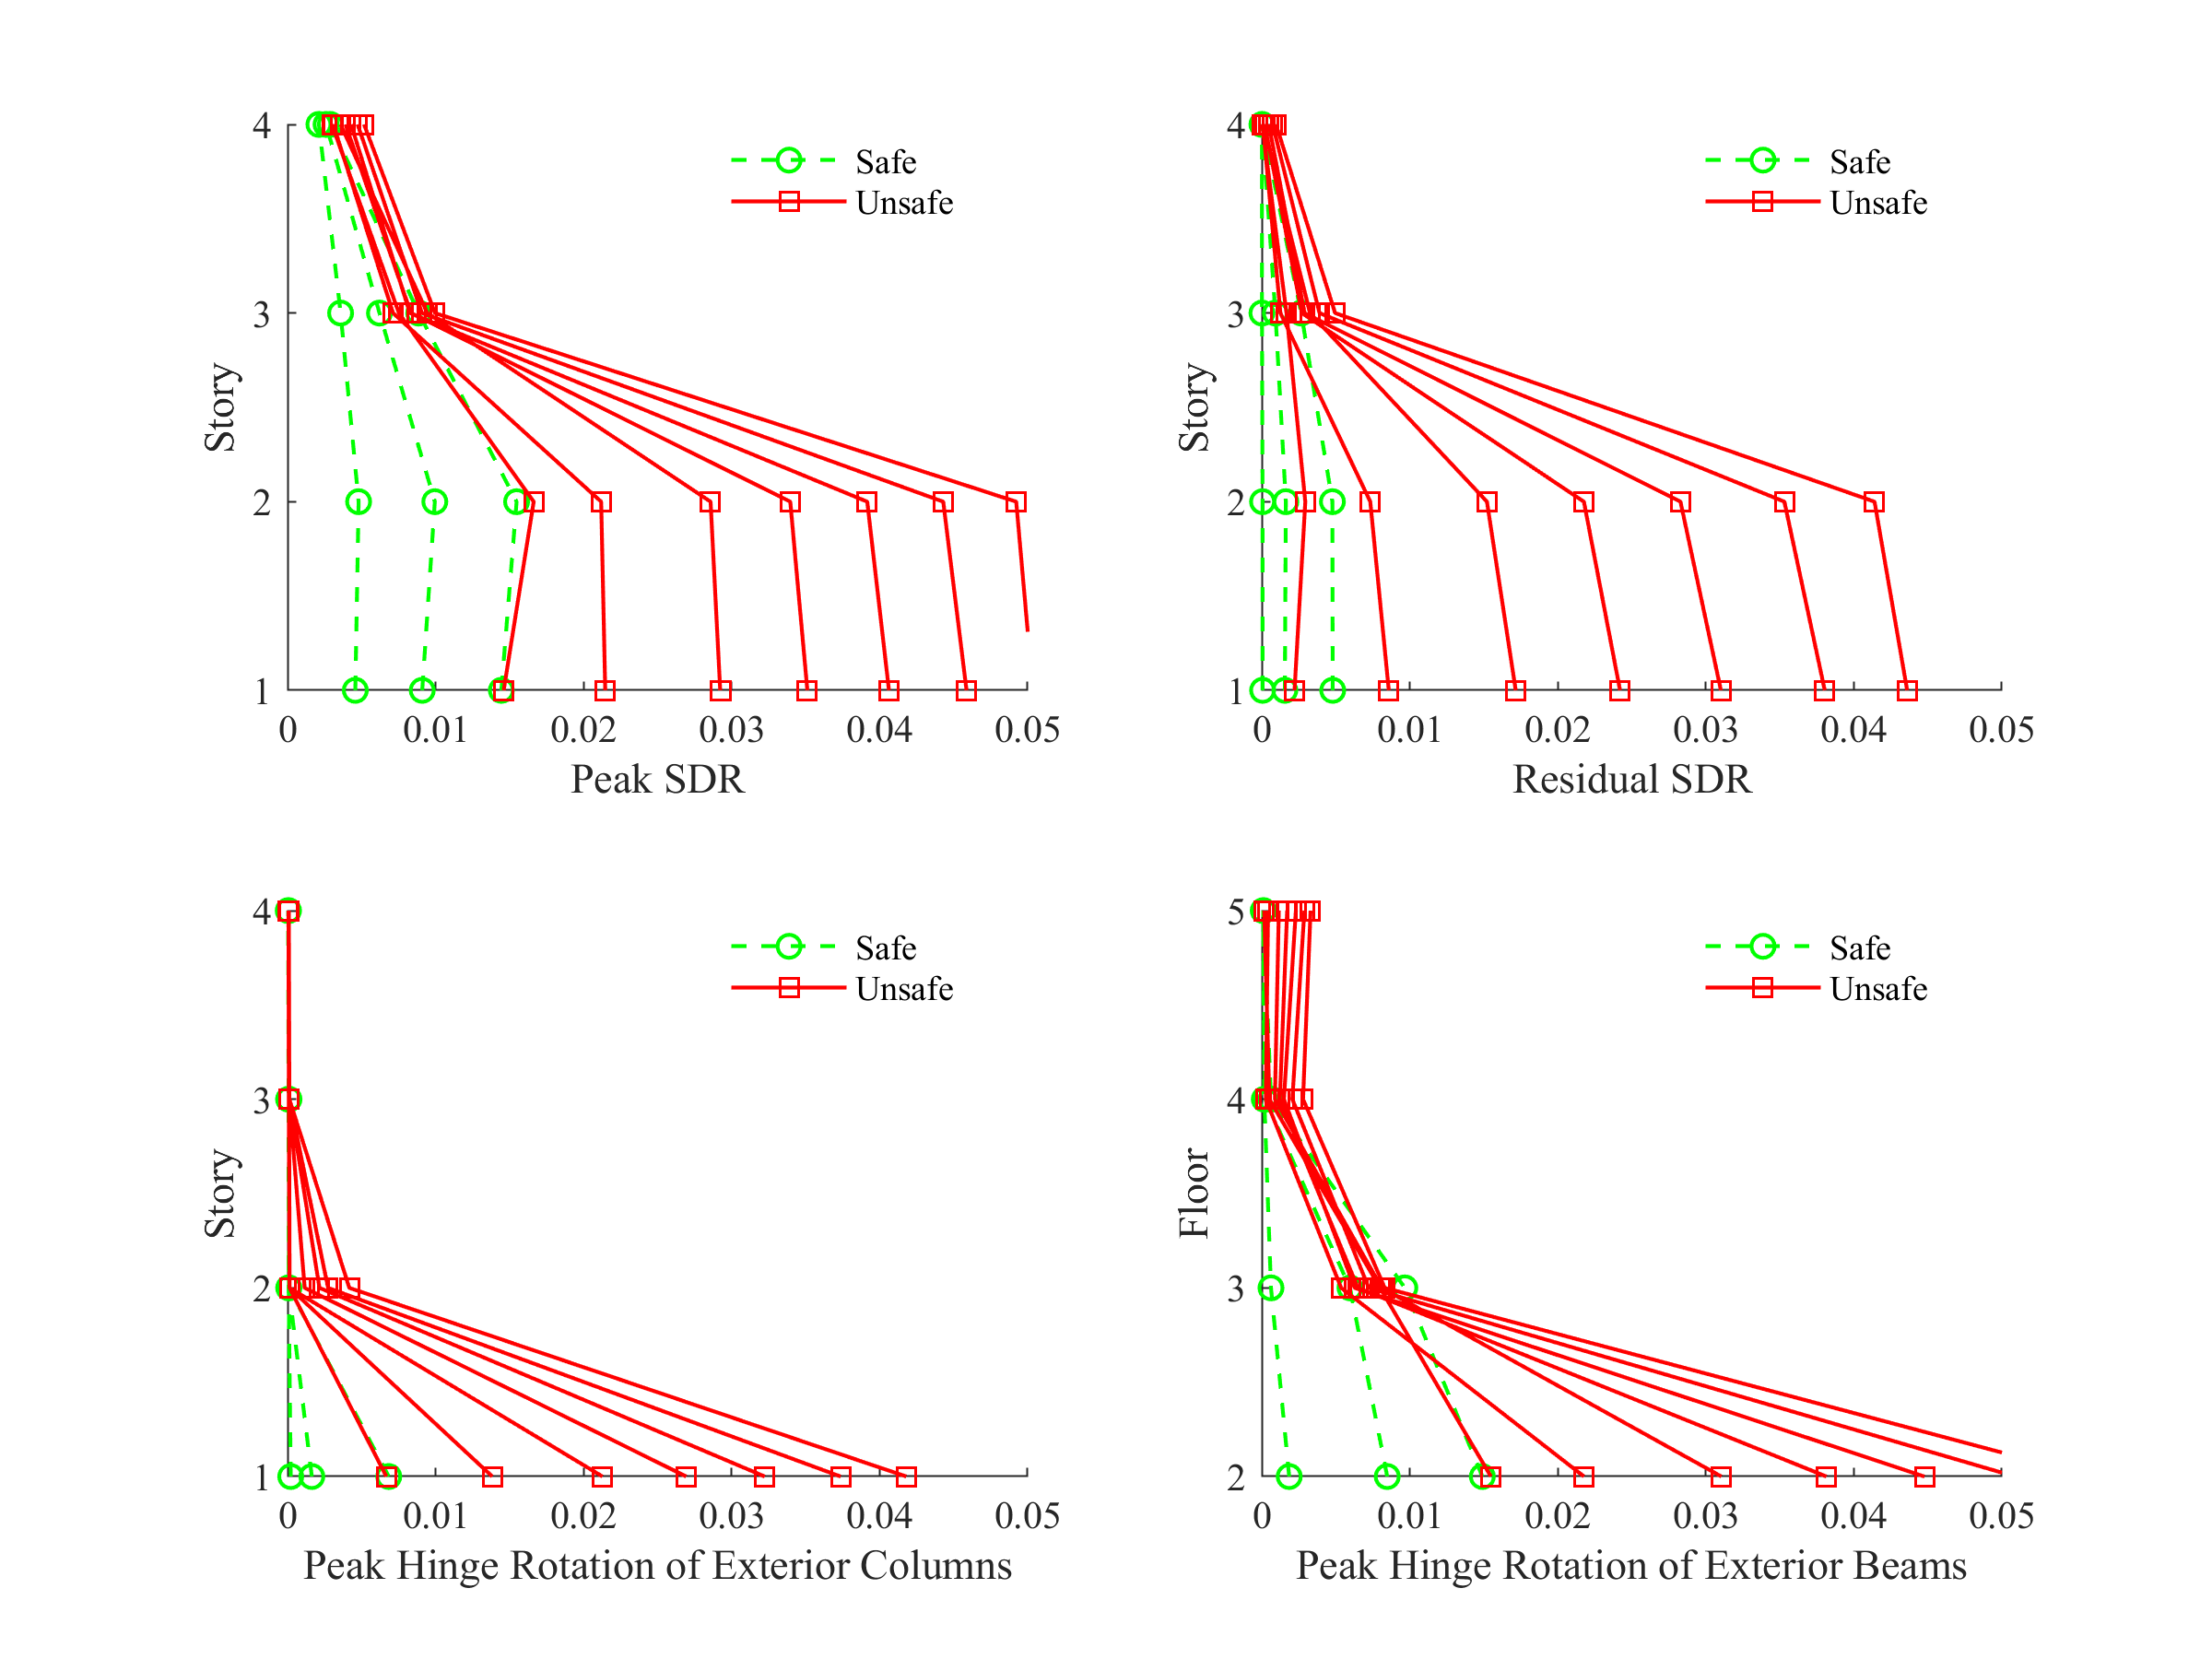 4
3
2
1
Story
0 0.01 0.02 0.03 0.04 0.05
Peak SDR
Safe
Unsafe
4
3
2
1
Story
0 0.01 0.02 0.03 0.04 0.05
Residual SDR
Safe
Unsafe
4
3
2
1
Story
0 0.01 0.02 0.03 0.04 0.05
Peak Hinge Rotation of Exterior Columns
Safe
Unsafe
5
4
3
2
Floor
0 0.01 0.02 0.03 0.04 0.05
Peak Hinge Rotation of Exterior Beams
Safe
Unsafe